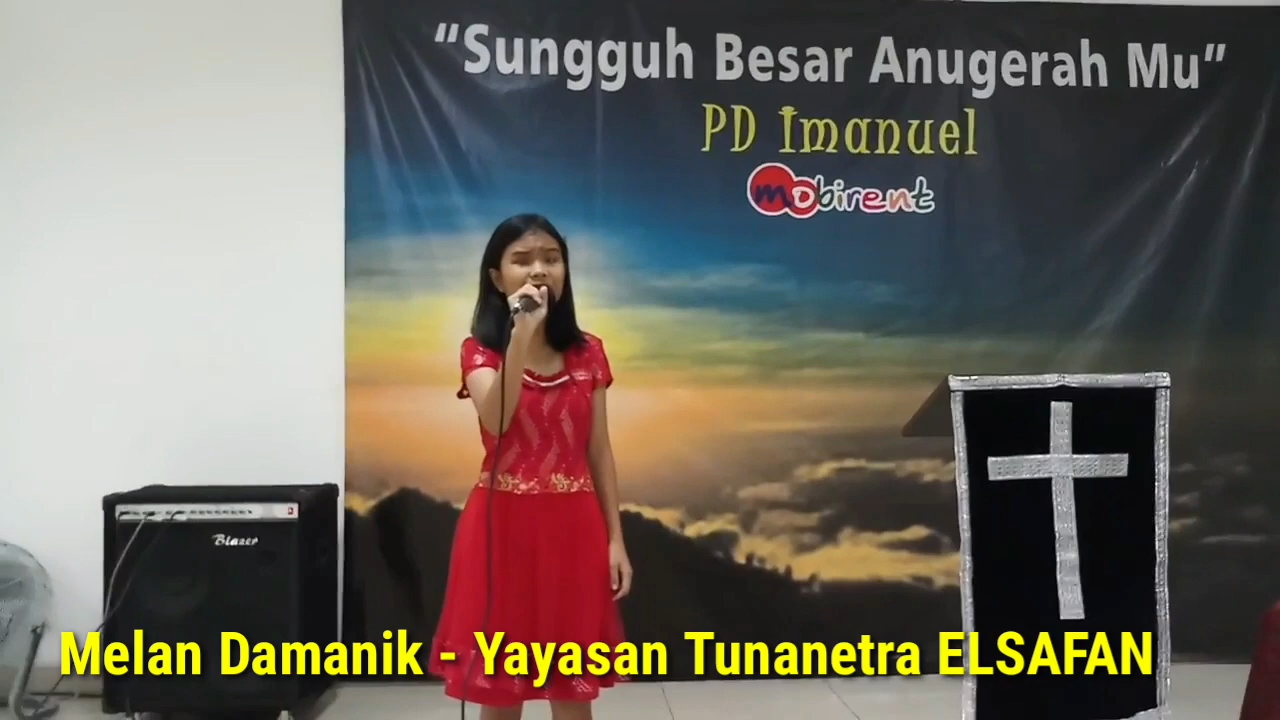 “Sungguh Besar Anugerah Mu”
PD Imanuel
mobirent
Blazer
Melan Damanik - Yayasan Tunanetra ELSAFAN